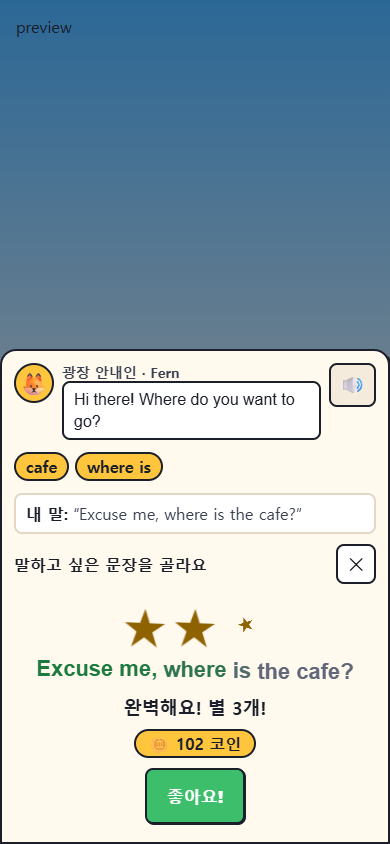 preview
광장 안내인 · Fern
Hi there! Where do you want to
go?
cafe where is
내 말: “Excuse me, where is the cafe?”
말하고 싶은 문장을 골라요
Excuse me, where is the cafe?
완벽해요! 별 3개!
102 코인
좋아요!